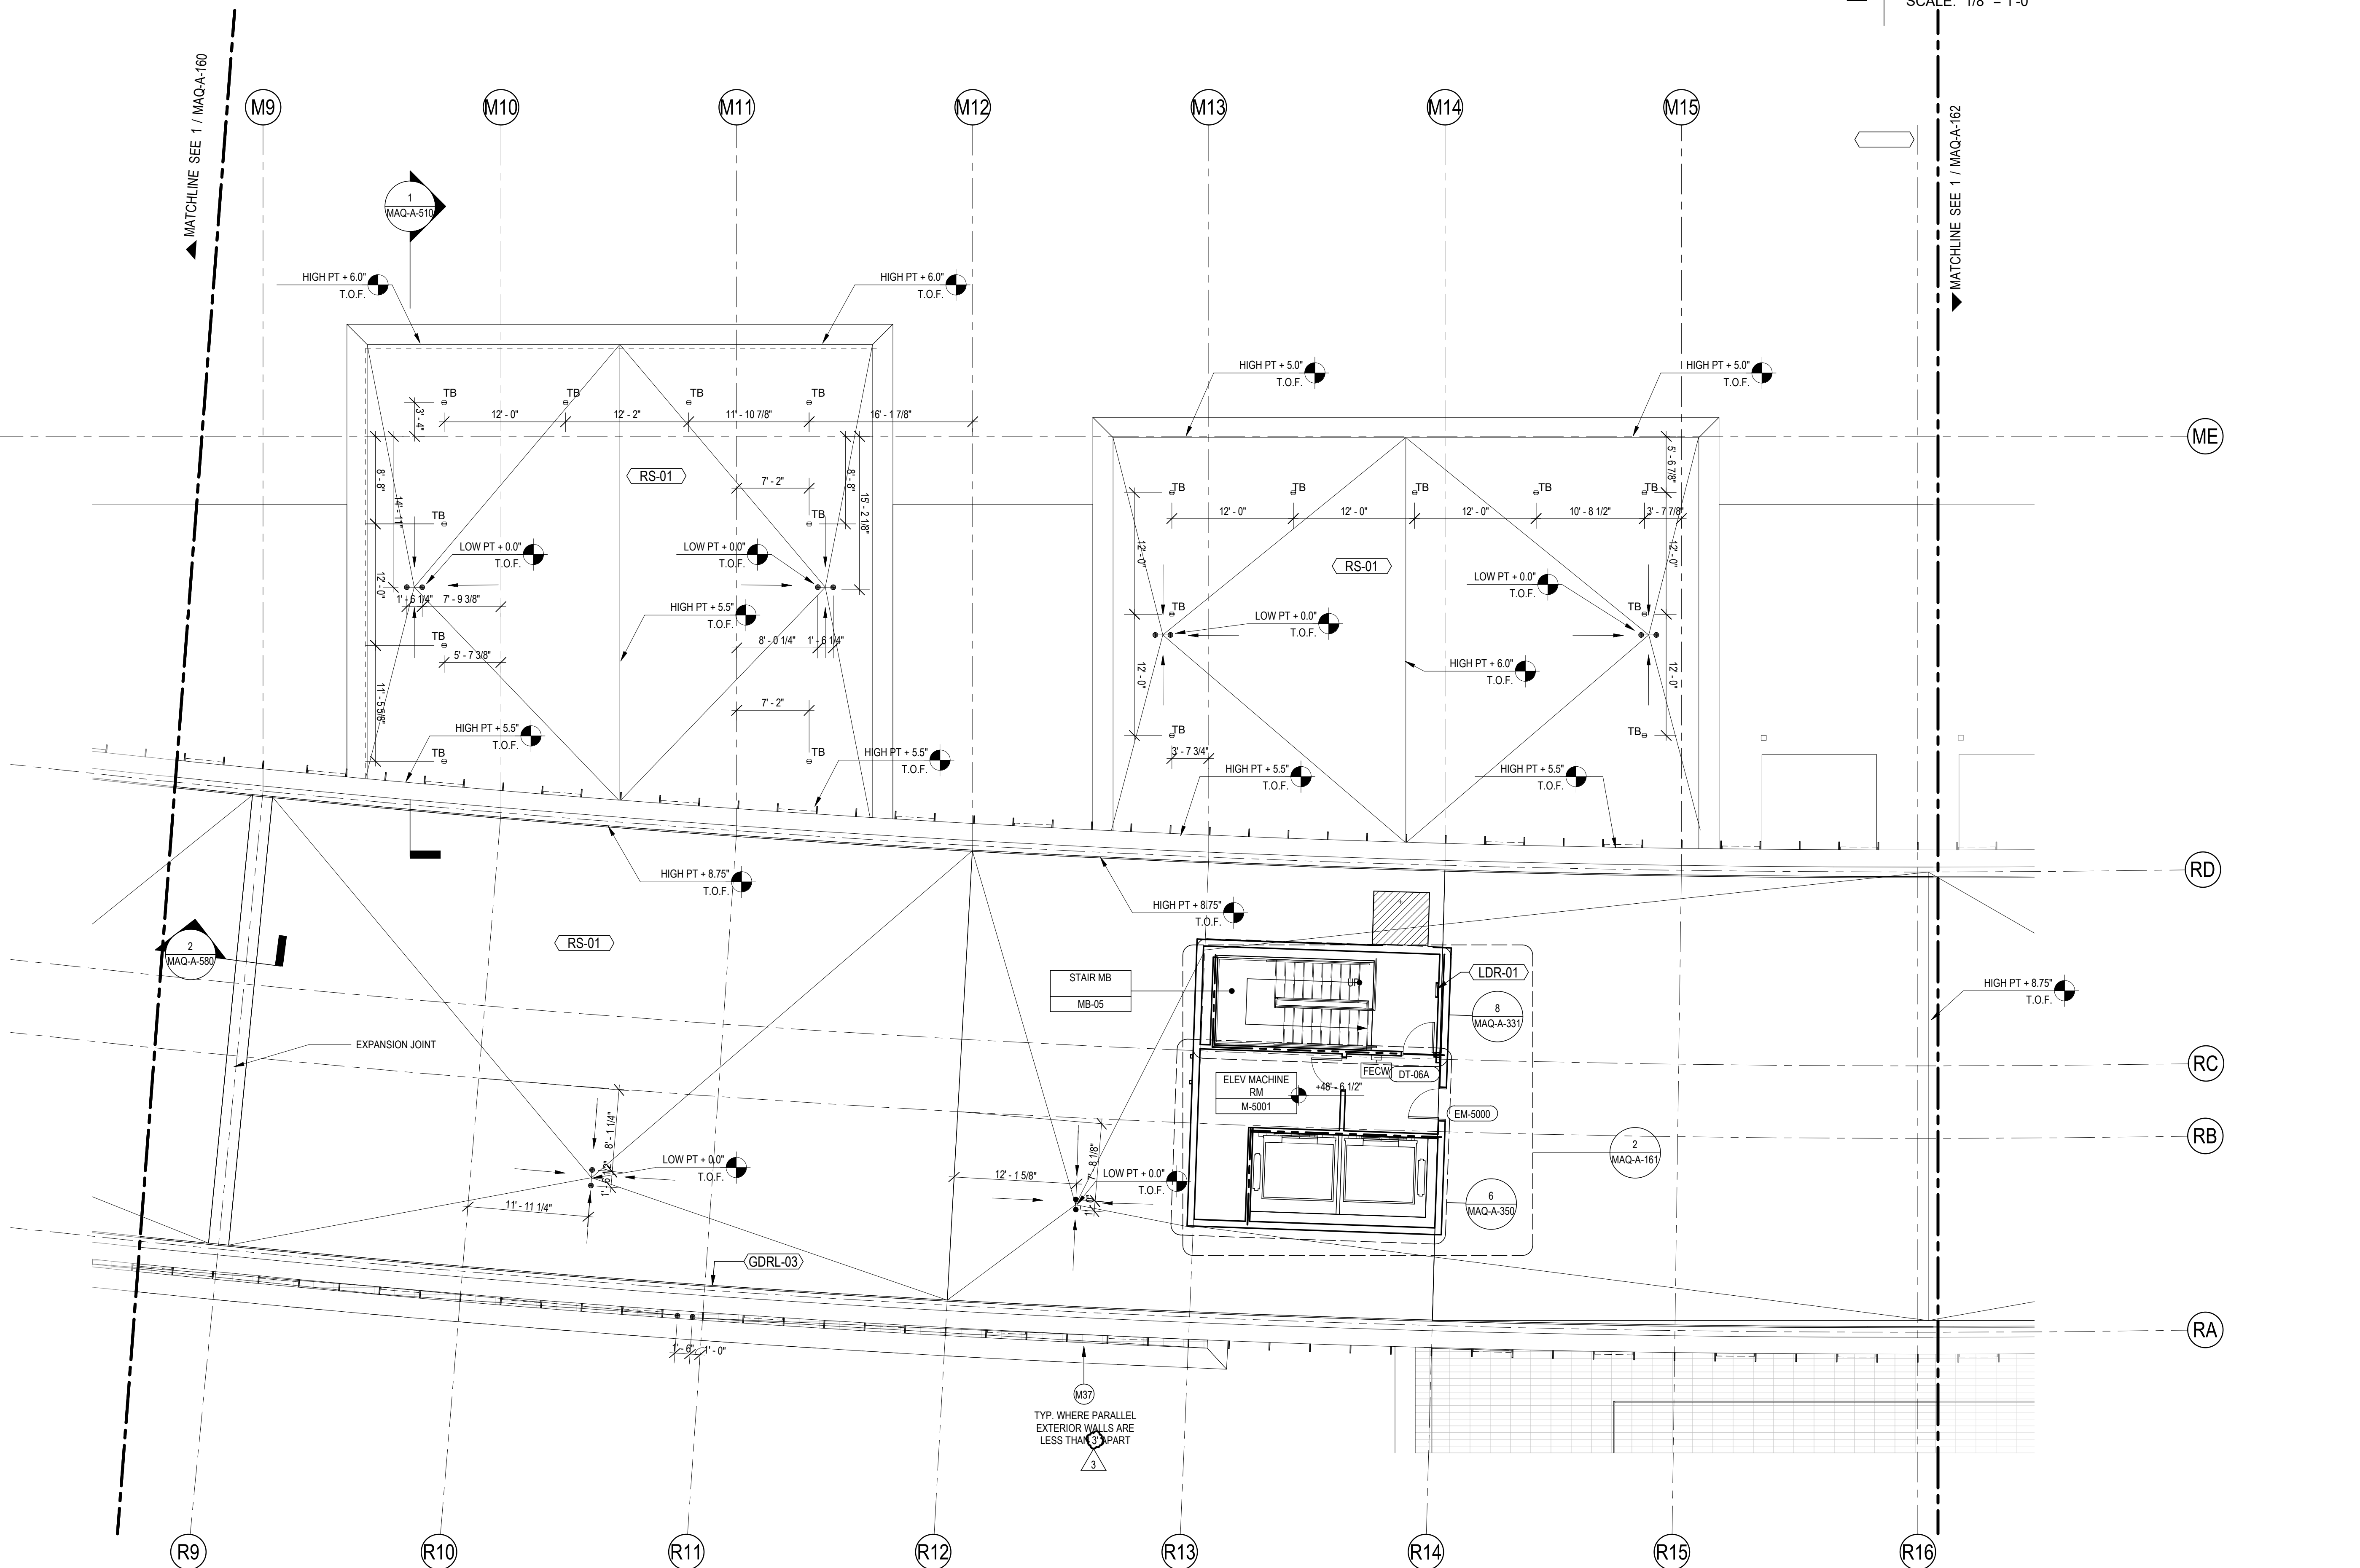 SCALE: 1/8" = 1'-0"
MATCHLINE SEE 1 / MAQ-A-160
M9
M10
M11
M12
M13
M14
M15
MATCHLINE SEE 1 / MAQ-A-162
1
MAQ-A-510
HIGH PT + 6.0"
T.O.F.
HIGH PT + 6.0"
T.O.F.
HIGH PT + 5.0"
T.O.F.
HIGH PT + 5.0"
T.O.F.
TB
TB
TB
TB
3' - 4"
12' - 0"
12' - 2"
11' - 10 7/8"
16' - 1 7/8"
ME
8' - 8"
14' - 11"
RS-01
7' - 2"
8' - 8"
15' - 2 1/8"
TB
TB
5' - 6 7/8"
TB
TB
TB
TB
TB
12' - 0"
12' - 0"
12' - 0"
10' - 8 1/2"
3' - 7 7/8"
LOW PT + 0.0"
T.O.F.
LOW PT + 0.0"
T.O.F.
12' - 0"
RS-01
12' - 0"
LOW PT + 0.0"
T.O.F.
12' - 0"
1' - 6 1/4"
7' - 9 3/8"
HIGH PT + 5.5"
T.O.F.
TB
TB
LOW PT + 0.0"
T.O.F.
TB
8' - 0 1/4"
1' - 6 1/4"
5' - 7 3/8"
12' - 0"
HIGH PT + 6.0"
T.O.F.
12' - 0"
11' - 5 5/8"
7' - 2"
HIGH PT + 5.5"
T.O.F.
TB
TB
HIGH PT + 5.5"
T.O.F.
TB
TB
3' - 7 3/4"
HIGH PT + 5.5"
T.O.F.
HIGH PT + 5.5"
T.O.F.
RD
HIGH PT + 8.75"
T.O.F.
HIGH PT + 8.75"
T.O.F.
RS-01
2
MAQ-A-580
STAIR MB
MB-05
UP
LDR-01
HIGH PT + 8.75"
T.O.F.
8
MAQ-A-331
EXPANSION JOINT
RC
FECW
DT-06A
ELEV MACHINE
RM
M-5001
+48' - 6 1/2"
EM-5000
RB
8' - 1 1/4"
1' - 6 1/2"
LOW PT + 0.0"
T.O.F.
7' - 8 1/8"
12' - 1 5/8"
LOW PT + 0.0"
T.O.F.
2
MAQ-A-161
11' - 11 1/4"
6
MAQ-A-350
GDRL-03
RA
1' - 6"
1' - 0"
M37
TYP. WHERE PARALLEL
EXTERIOR WALLS ARE
LESS THAN 3' APART
3
R9
R10
R11
R12
R13
R14
R15
R16